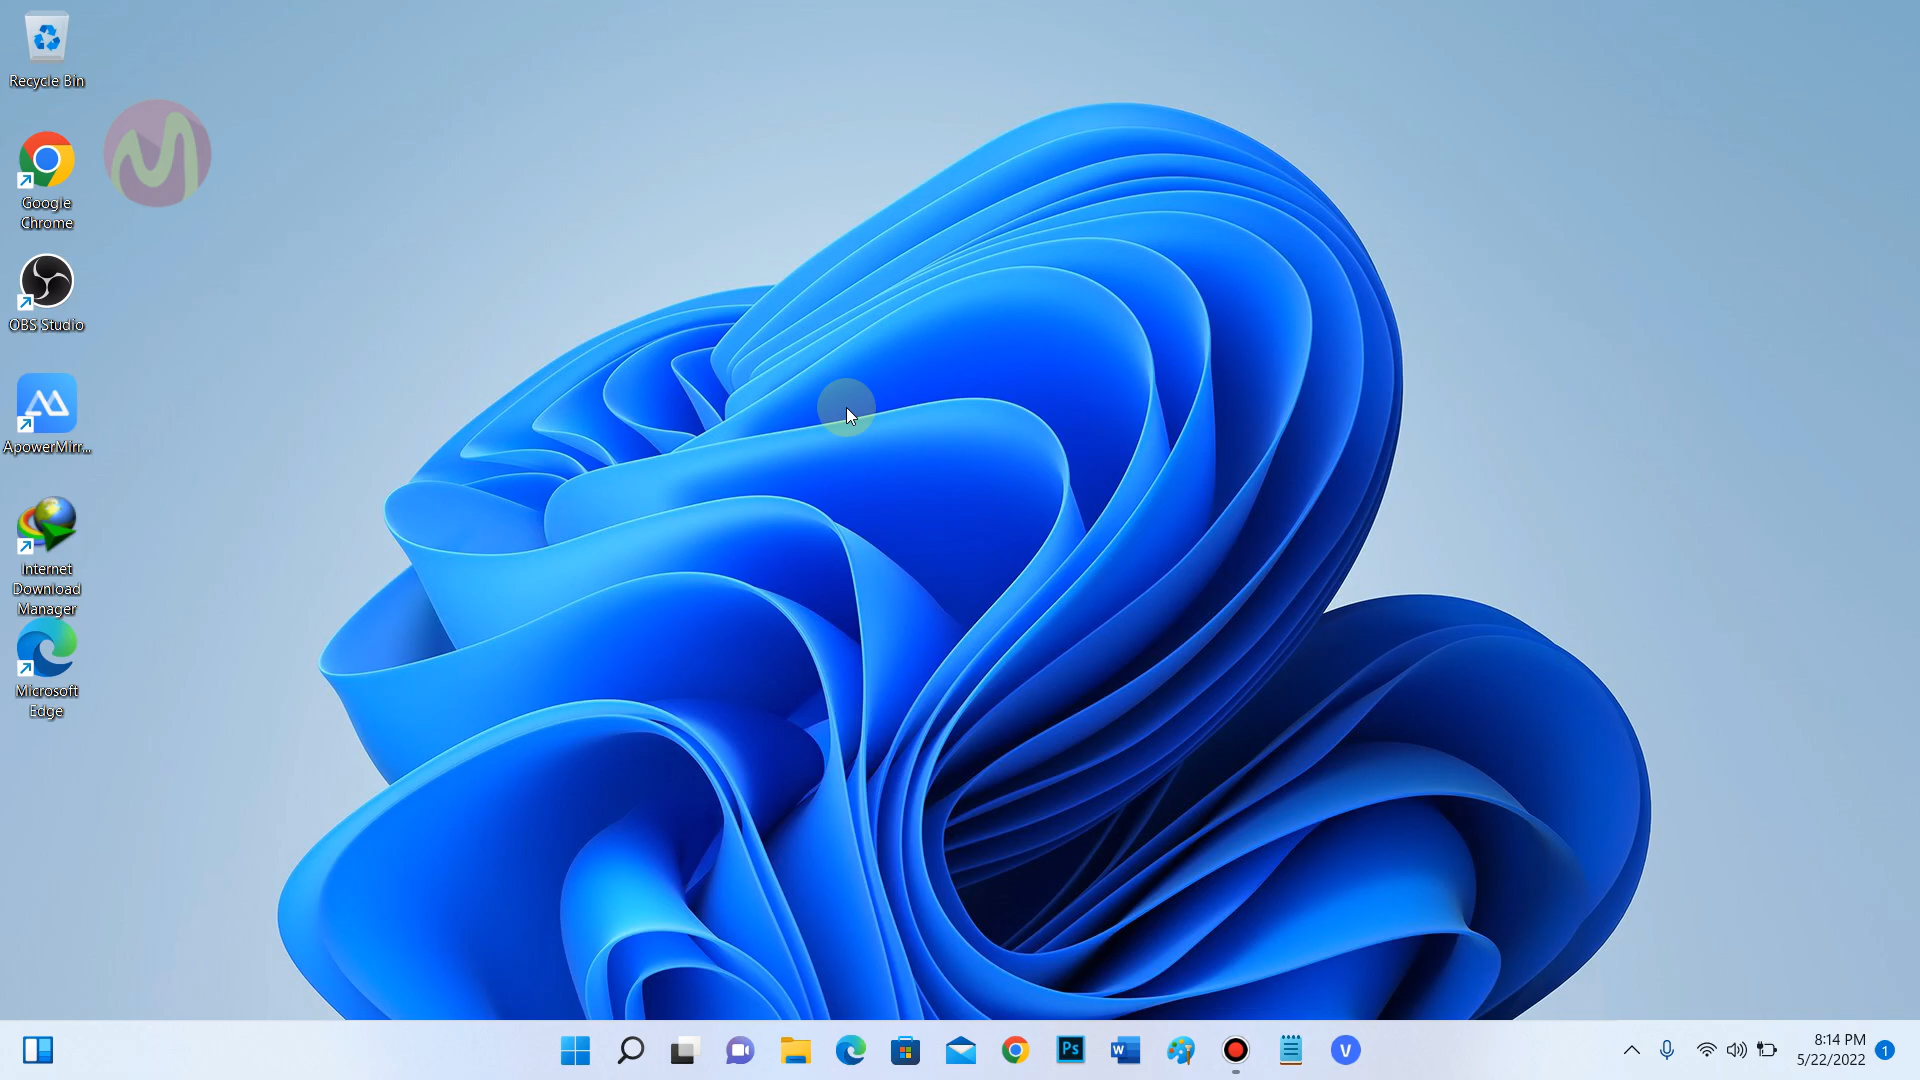 Recycle Bin
Google
Chrome
OBS Studio
ApowerMirr...
Internet
Download
Manager
Microsoft
Edge
Ps
W
V
8:14 PM
5/22/2022
1